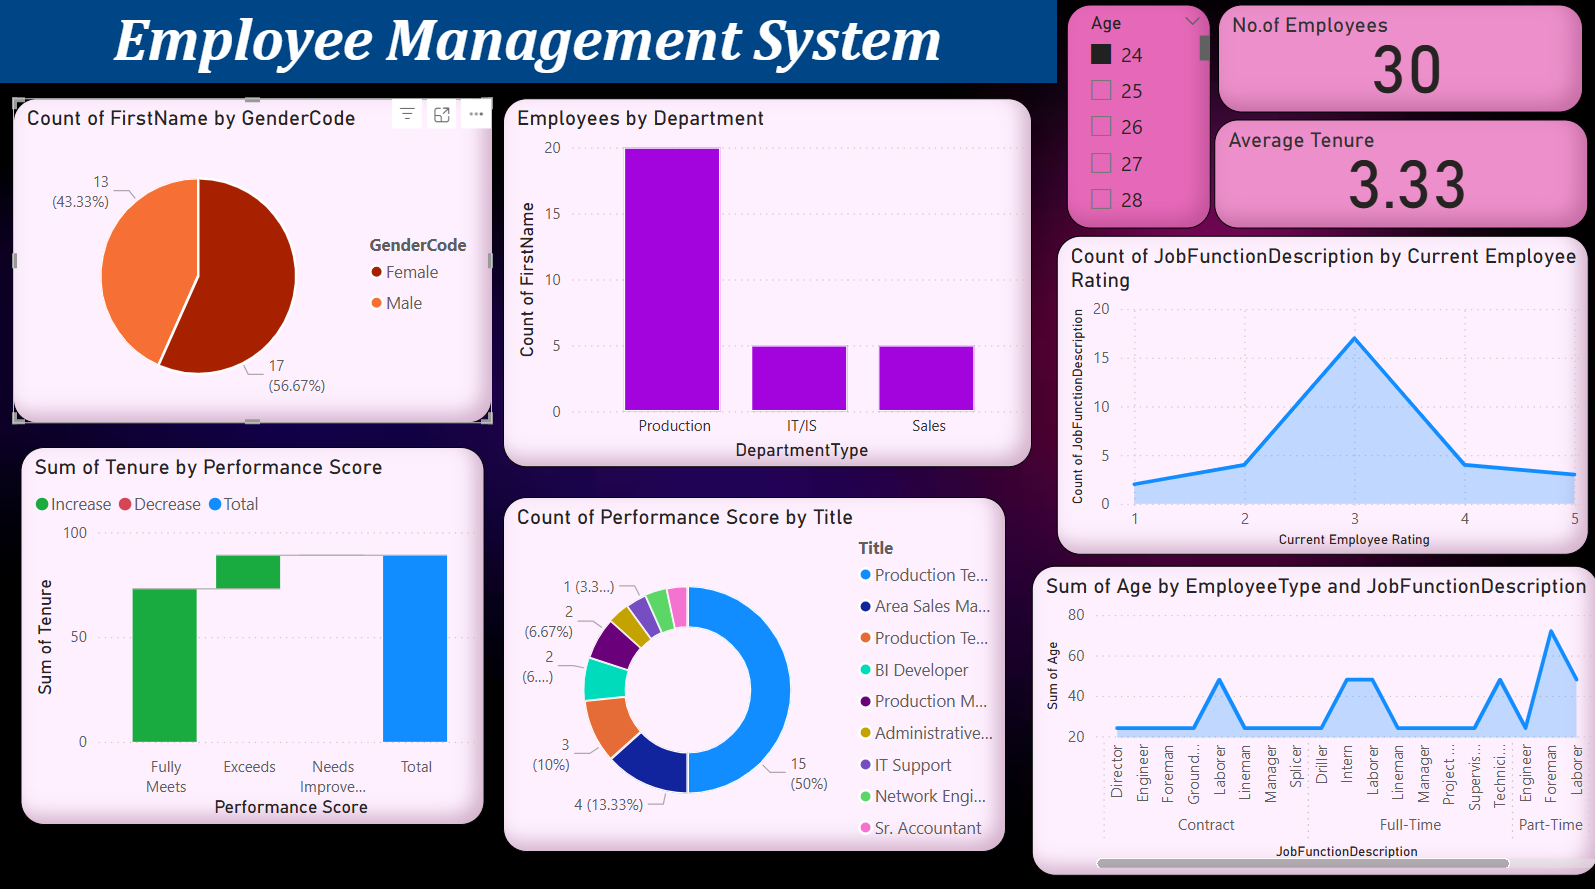 Employee Management System
Age
24
25
26
27
28
No.of Employees
30
Average Tenure
3.33
Count of FirstName by GenderCode
13
(43.33%)
17
(56.67%)
GenderCode
Female
Male
Employees by Department
Count of FirstName
20
15
10
5
0
Production IT/IS Sales
DepartmentType
Count of JobFunctionDescription by Current Employee
Rating
Count of JobFunctionDescription
20
15
10
5
0
1 2 3 4 5
Current Employee Rating
Sum of Tenure by Performance Score
Increase Decrease Total
Sum of Tenure
100
50
0
Fully
Meets
Exceeds
Needs
Improve...
Total
Performance Score
Count of Performance Score by Title
1 (3.3...)
2
(6.67%)
2
(6....)
3
(10%)
4 (13.33%)
15
(50%)
Title
Production Te...
Area Sales Ma...
Production Te...
BI Developer
Production M...
Administrative...
IT Support
Network Engi...
Sr. Accountant
Sum of Age by EmployeeType and JobFunctionDescription
Sum of Age
80
60
40
20
Director
Engineer
Foreman
Ground...
Laborer
Lineman
Manager
Splicer
Driller
Intern
Laborer
Lineman
Manager
Project ...
Supervis...
Technici...
Engineer
Foreman
Laborer
Contract Full-Time Part-Time
JobFunctionDescription